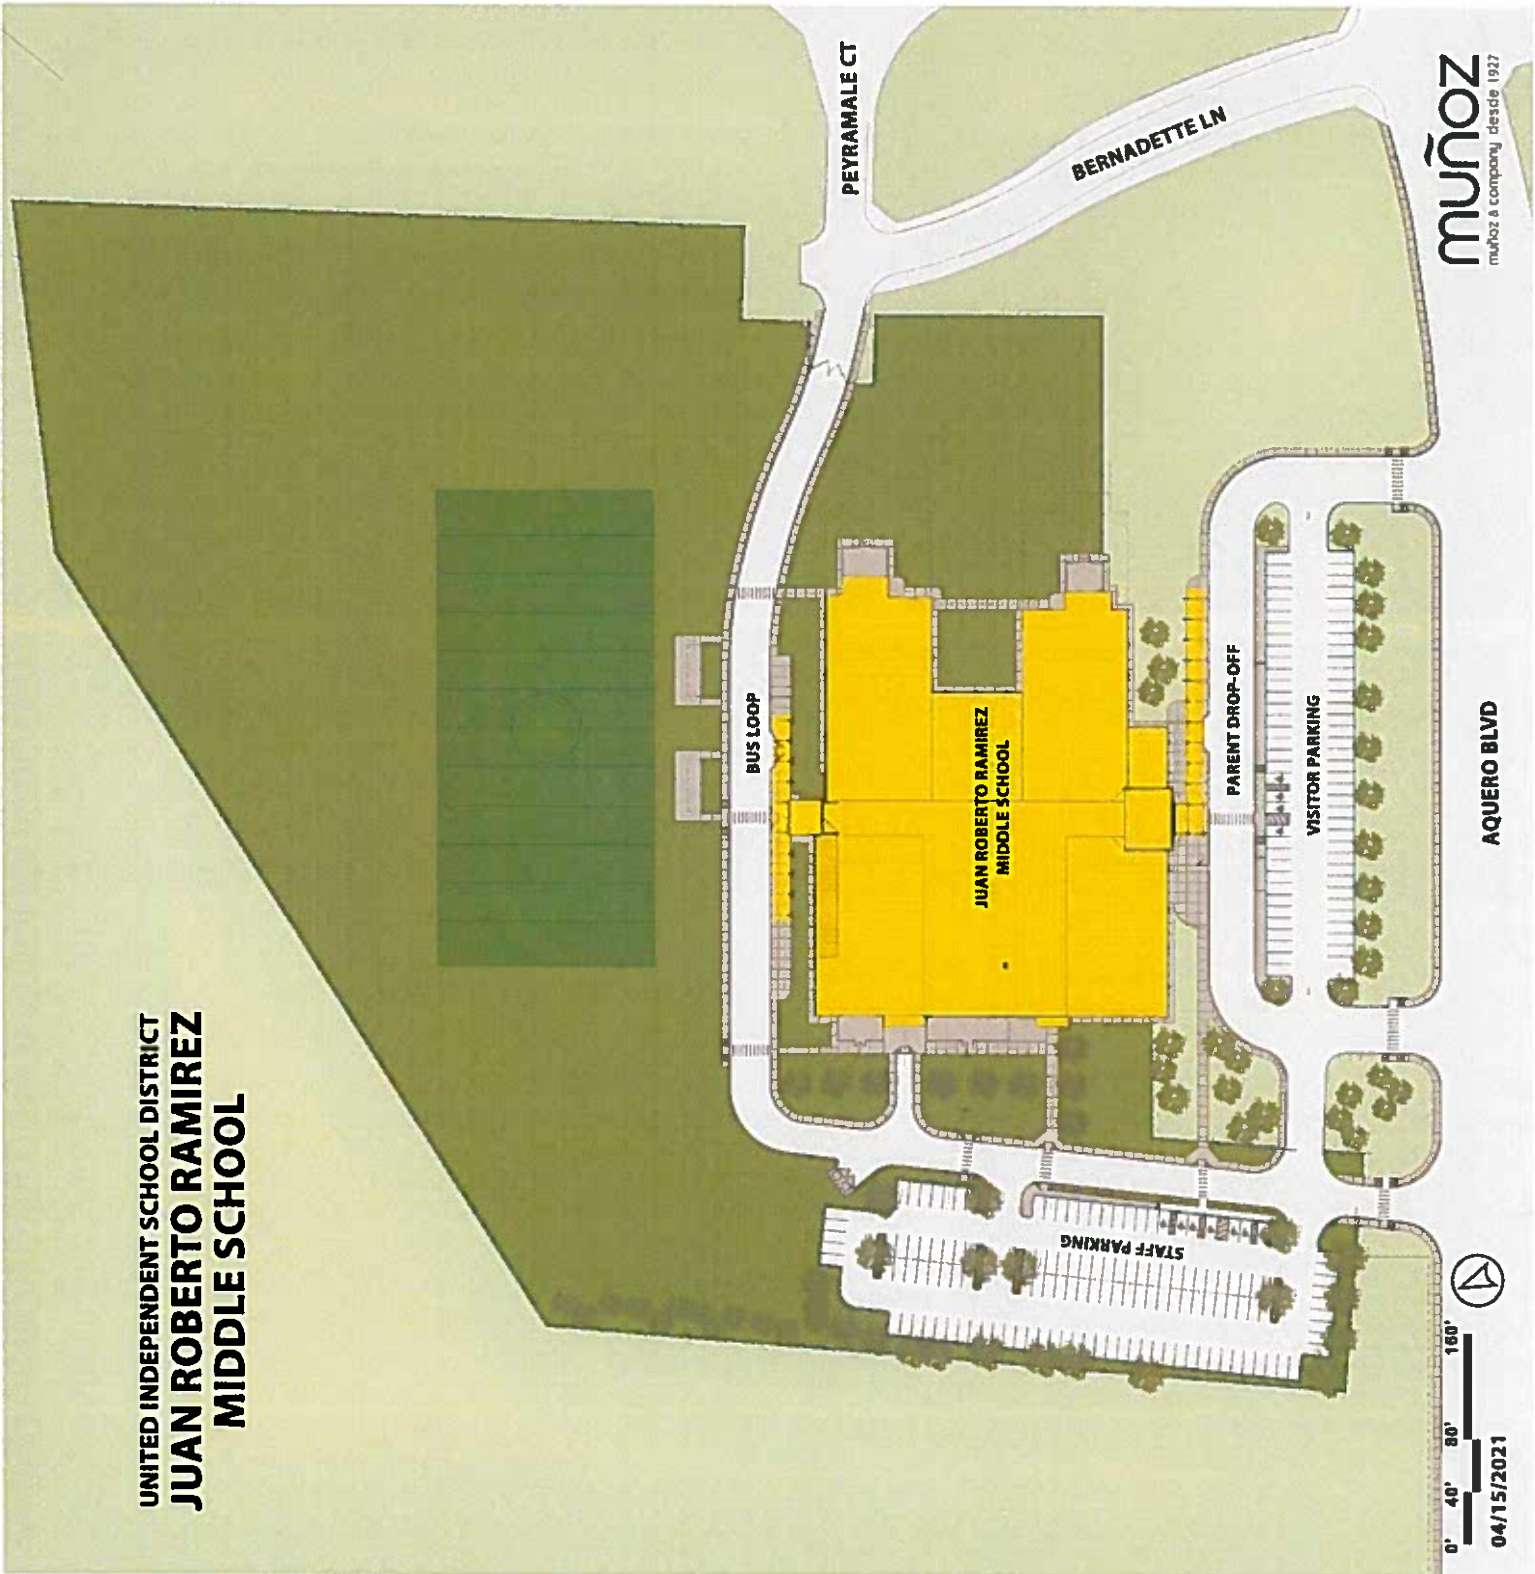 UNITED INDEPENDENT SCHOOL DISTRICT
JUAN ROBERTO RAMIREZ
MIDDLE SCHOOL
PEYRAMALE CT
BERNADETTE LN
BUS LOOP
JUAN ROBERTO RAMIREZ
MIDDLE SCHOOL
PARENT DROP-OFF
VISITOR PARKING
STAFF PARKING
AQUERO BLVD
0' 40' 80' 160'
04/15/2021
muñoz
muñoz & company desde 1927